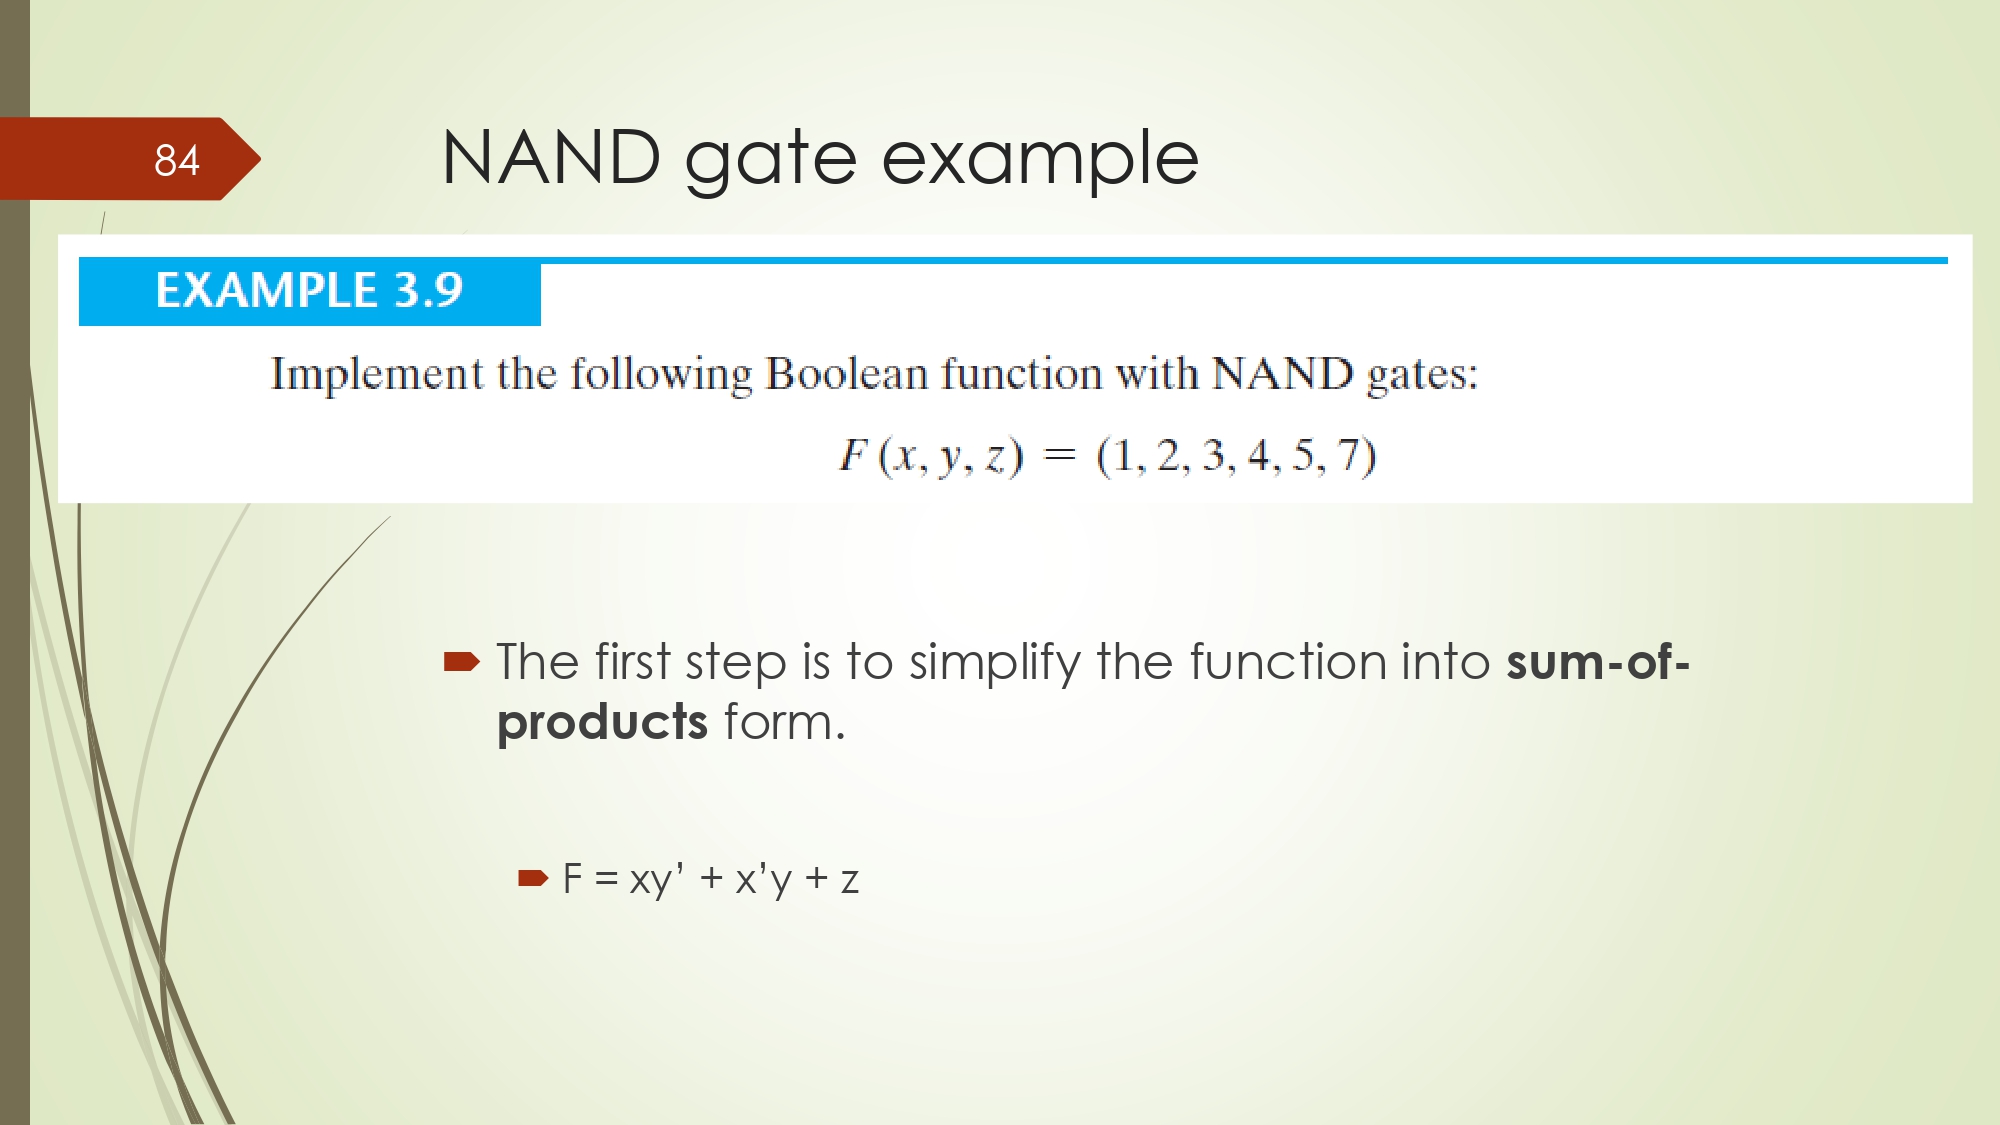 84
NAND gate example
EXAMPLE 3.9
Implement the following Boolean function with NAND gates:
F (x, y, z) = (1, 2, 3, 4, 5, 7)
The first step is to simplify the function into sum-of-
products form.
F = xy’ + x’y + z